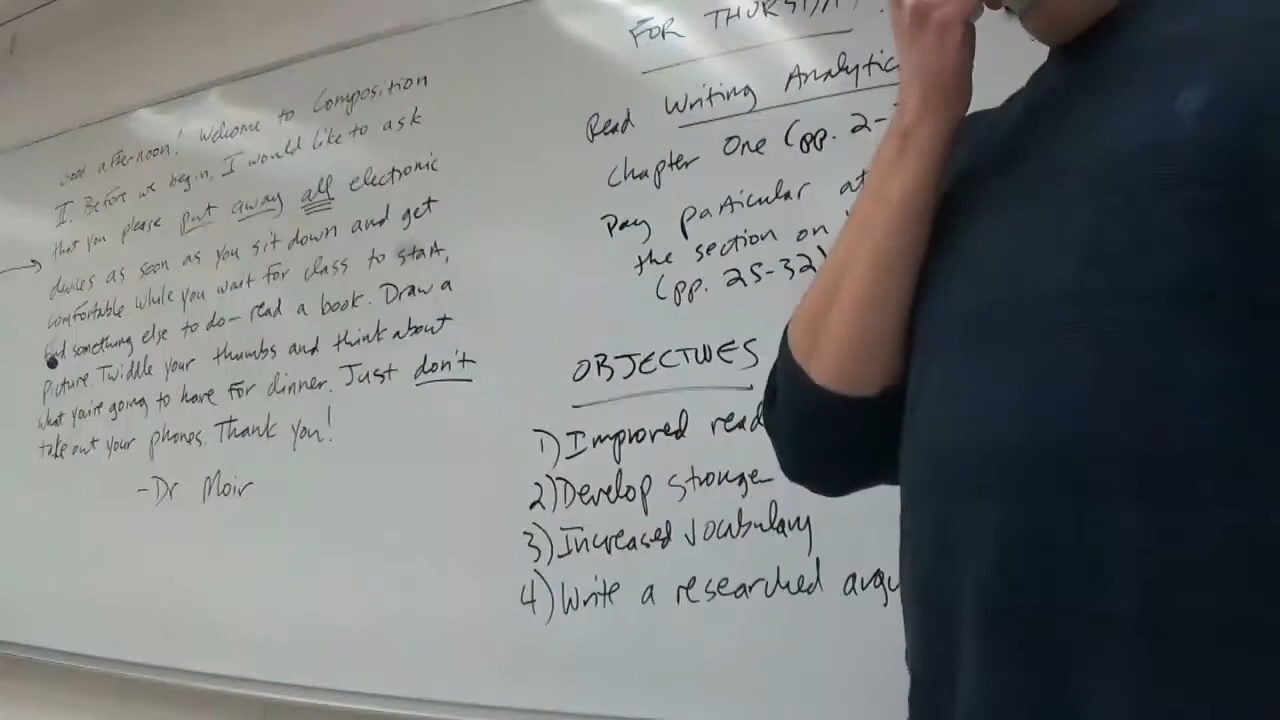 Good afternoon! Welcome to Composition
II. Before we begin, I would like to ask
that you please put away all electronic
devices as soon as you sit down and get
comfortable while you wait for class to start,
find something else to do– read a book. Draw a
picture. Twiddle your thumbs and think about
what you're going to have for dinner. Just don't
take out your phones. Thank you!
-Dr Moir
FOR THURSDAY
Read Writing Analytic
Chapter One (pp. 2-
Pay particular at
the section on
(pp. 25-32)
OBJECTIVES
1) Improved read
2) Develop stronge
3) Increased vocabulary
4) Write a researched argu